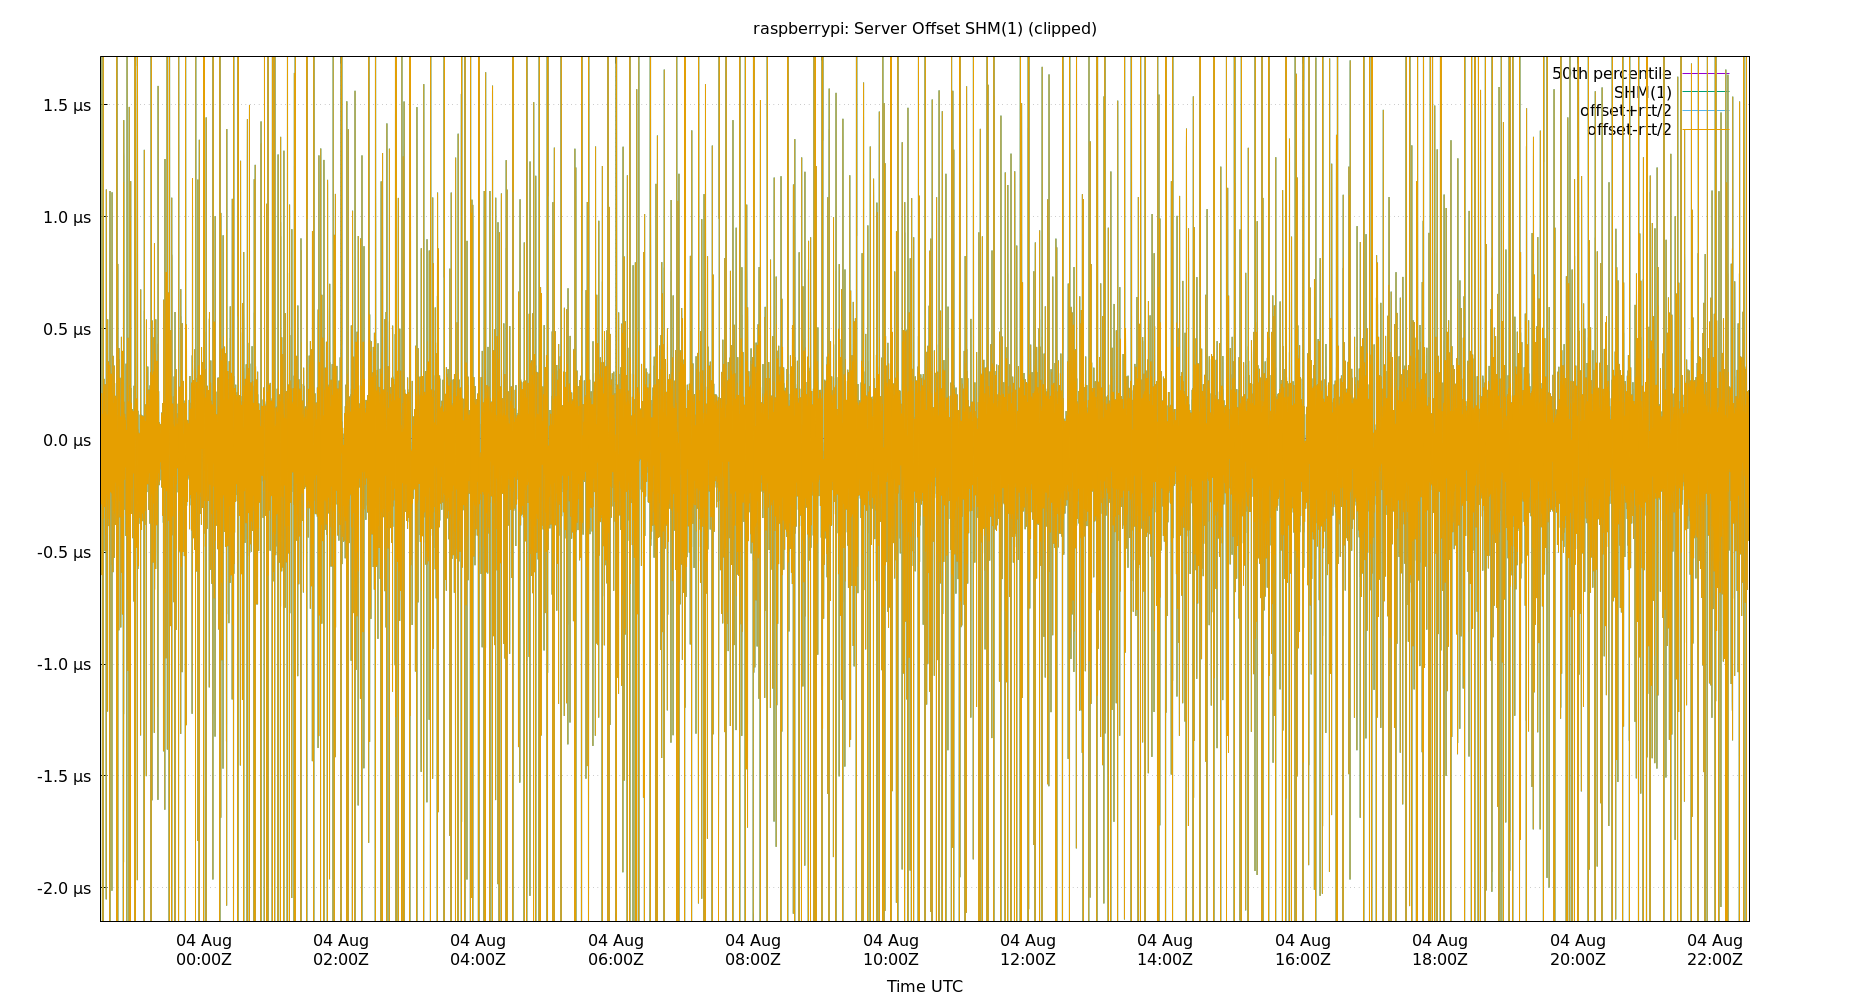 raspberrypi: Server Offset SHM(1) (clipped)
50th percentile
SHM(1)
offset+rtt/2
offset-rtt/2
1.5 µs
1.0 µs
0.5 µs
0.0 µs
-0.5 µs
-1.0 µs
-1.5 µs
-2.0 µs
04 Aug 04 Aug 04 Aug 04 Aug 04 Aug 04 Aug 04 Aug 04 Aug 04 Aug 04 Aug 04 Aug 04 Aug
00:00Z 02:00Z 04:00Z 06:00Z 08:00Z 10:00Z 12:00Z 14:00Z 16:00Z 18:00Z 20:00Z 22:00Z
Time UTC